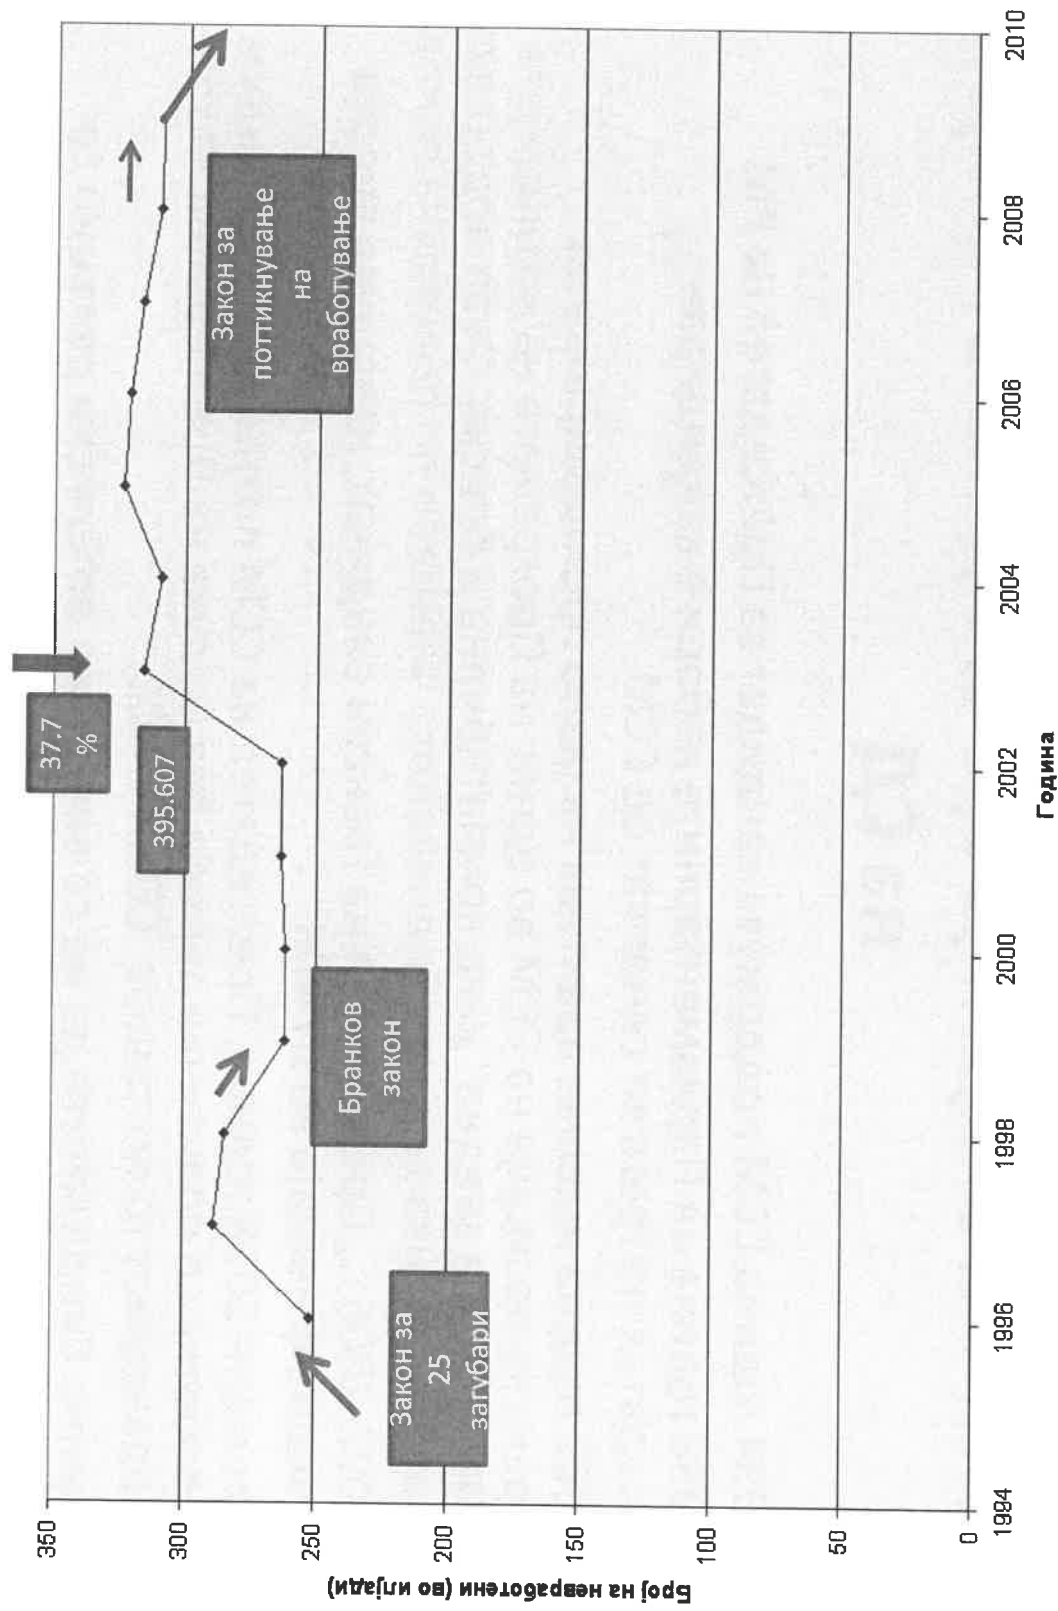 350
300
250
200
150
100
50
0
Број на невработени (во илјади)
1994
1996
1998
2000
2002
2004
2006
2008
2010
Година
Закон за
25
загубари
Бранков
закон
395.607
37.7
%
Закон за
поттикнување
на
вработување